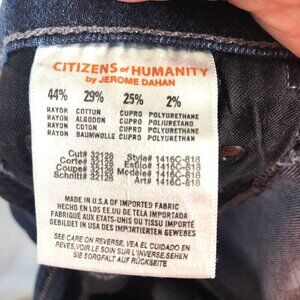 CITIZENS of HUMANITY
by JEROME DAHAN
44% 29% 25% 2%
RAYON COTTON CUPRO POLYURETHANE
RAYON ALGODON CUPRO POLIURETANO
RAYON COTON CUPRO POLYURETHANE
RAYON BAUMWOLLE CUPRO POLYURETHAN
Cut# 32129 Style# 1416C-818
Corte# 32129 Estilo# 1416C-818
Coupe# 32129 Modele# 1416C-818
Schnitt# 32129 Art# 1416C-818
MADE IN U.S.A OF IMPORTED FABRIC
HECHO EN LOS EE.UU DE TELA IMPORTADA
FABRIQUÉ AUX ETATS-UNIS DU TISSU IMPORTÉ
GEBILDET IN USA DES IMPORTIERTEN GEWEBES
SEE CARE ON REVERSE, VEA EL CUIDADO EN
REVES, VOIR LE SOIN SUR L'INVERSE, SEHEN
SIE SORGFALT AUF RÜCKSEITE